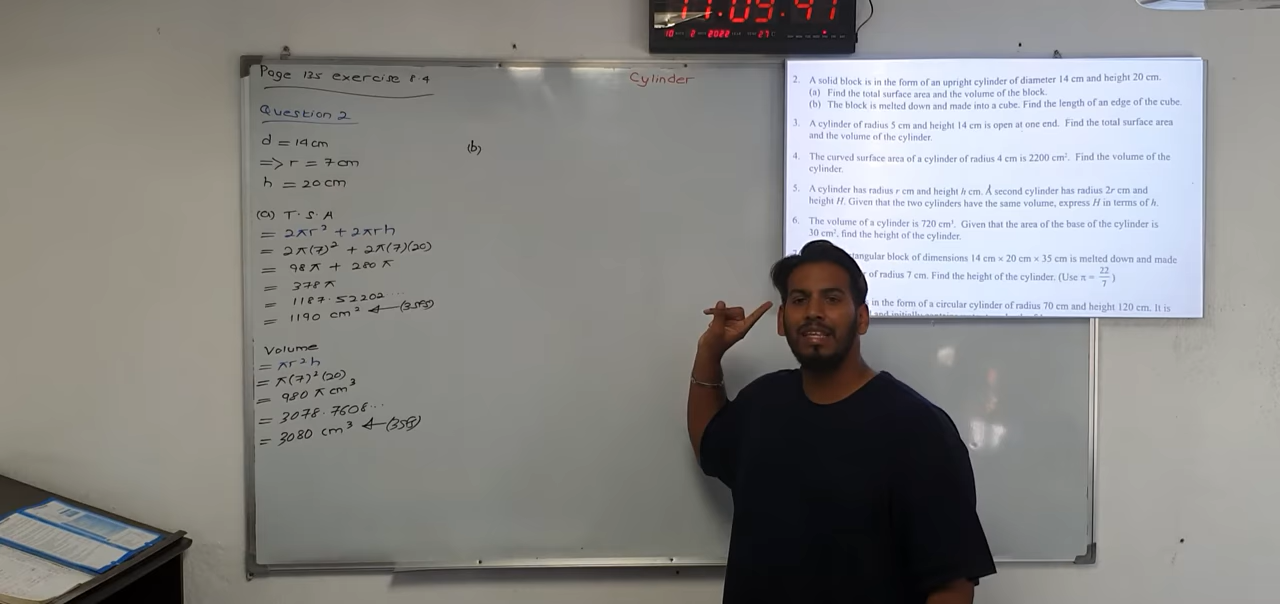 11:09:41
2022
27°C
Page 135 exercise 8.4
Cylinder
Question 2
d = 14cm
=> r = 7cm
h = 20cm
(a) T.S.A
= 2πr² + 2πrh
= 2π(7)² + 2π(7)(20)
= 98π + 280π
= 378π
= 1187.52202...
= 1190 cm² ← (3sf)
Volume
= πr²h
= π(7)²(20)
= 980 π cm³
= 3078.7608...
= 3080 cm³ ← (3sf)
(b)
2. A solid block is in the form of an upright cylinder of diameter 14 cm and height 20 cm.
(a) Find the total surface area and the volume of the block.
(b) The block is melted down and made into a cube. Find the length of an edge of the cube.
3. A cylinder of radius 5 cm and height 14 cm is open at one end. Find the total surface area
and the volume of the cylinder.
4. The curved surface area of a cylinder of radius 4 cm is 2200 cm². Find the volume of the
cylinder.
5. A cylinder has radius r cm and height h cm. A second cylinder has radius 2r cm and
height H. Given that the two cylinders have the same volume, express H in terms of h.
6. The volume of a cylinder is 720 cm³. Given that the area of the base of the cylinder is
30 cm², find the height of the cylinder.
tangular block of dimensions 14 cm × 20 cm × 35 cm is melted down and made
of radius 7 cm. Find the height of the cylinder. (Use π = 22/7)
in the form of a circular cylinder of radius 70 cm and height 120 cm. It is